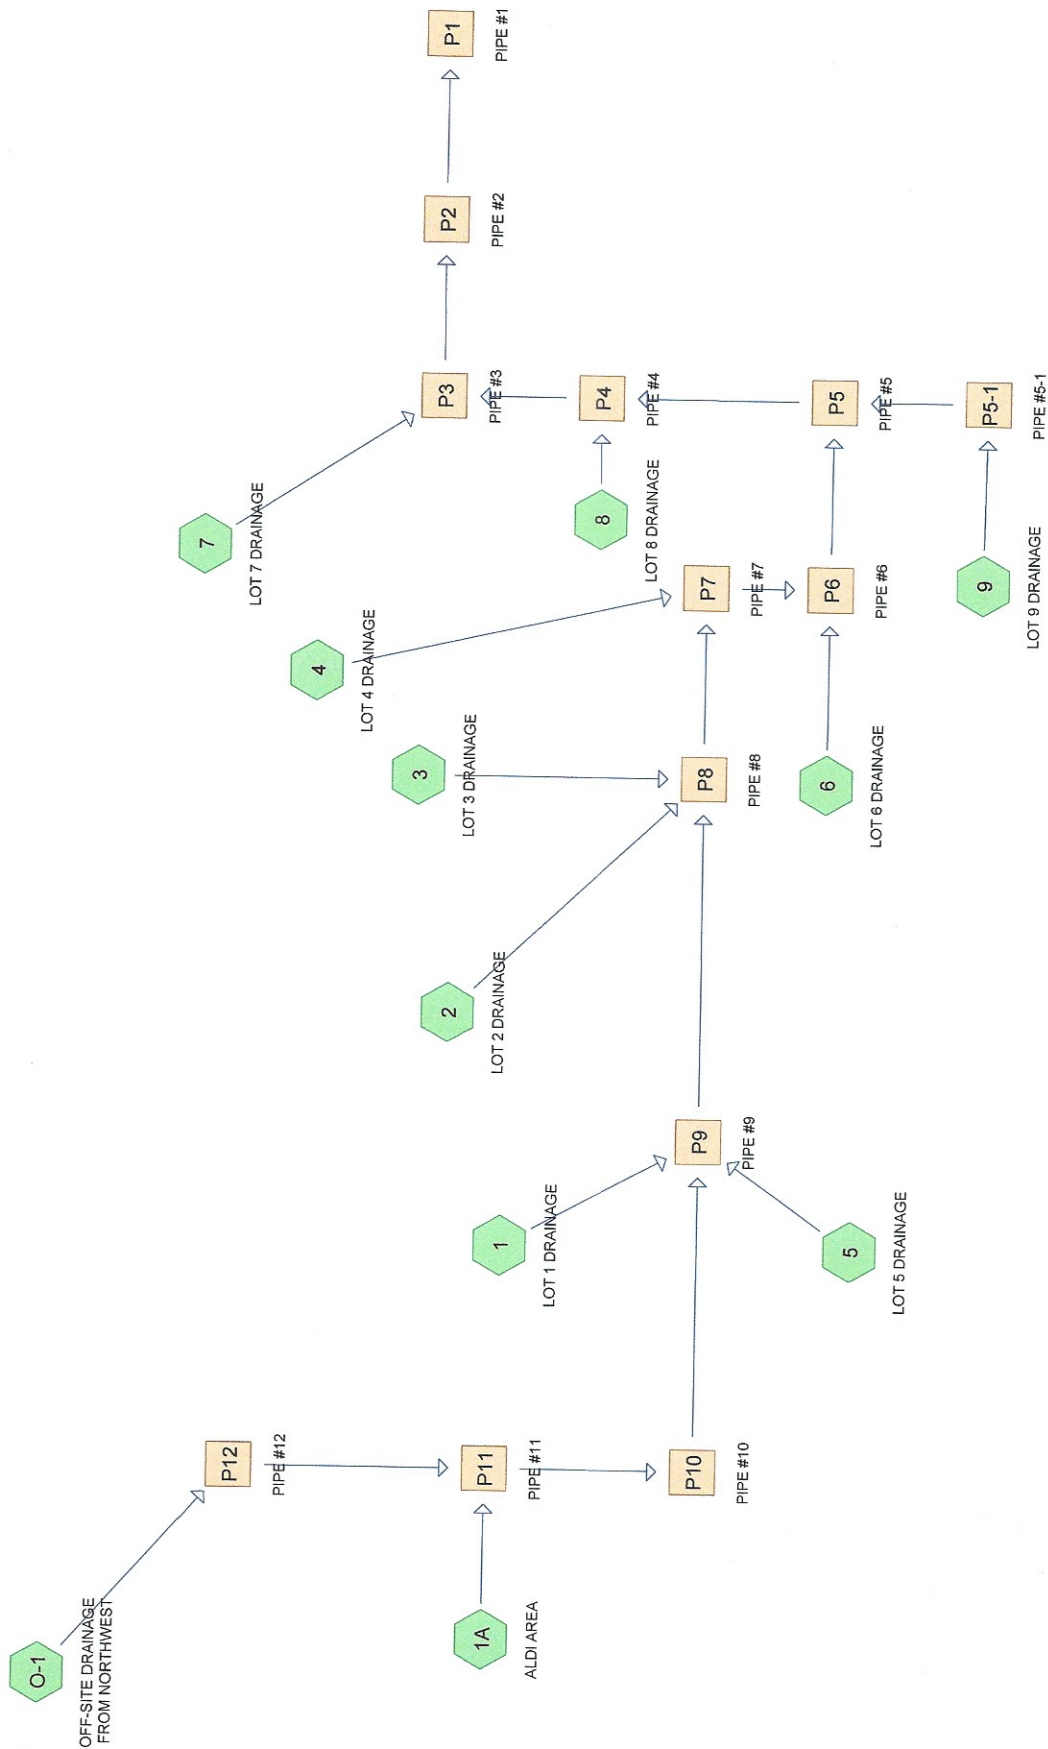 O-1
OFF-SITE DRAINAGE
FROM NORTHWEST
P12
PIPE #12
1A
ALDI AREA
P11
PIPE #11
P10
PIPE #10
1
LOT 1 DRAINAGE
5
LOT 5 DRAINAGE
P9
PIPE #9
2
LOT 2 DRAINAGE
3
LOT 3 DRAINAGE
P8
PIPE #8
4
LOT 4 DRAINAGE
P7
PIPE #7
6
LOT 6 DRAINAGE
P6
PIPE #6
7
LOT 7 DRAINAGE
8
LOT 8 DRAINAGE
9
LOT 9 DRAINAGE
P3
PIPE #3
P4
PIPE #4
P5
PIPE #5
P5-1
PIPE #5-1
P2
PIPE #2
P1
PIPE #1